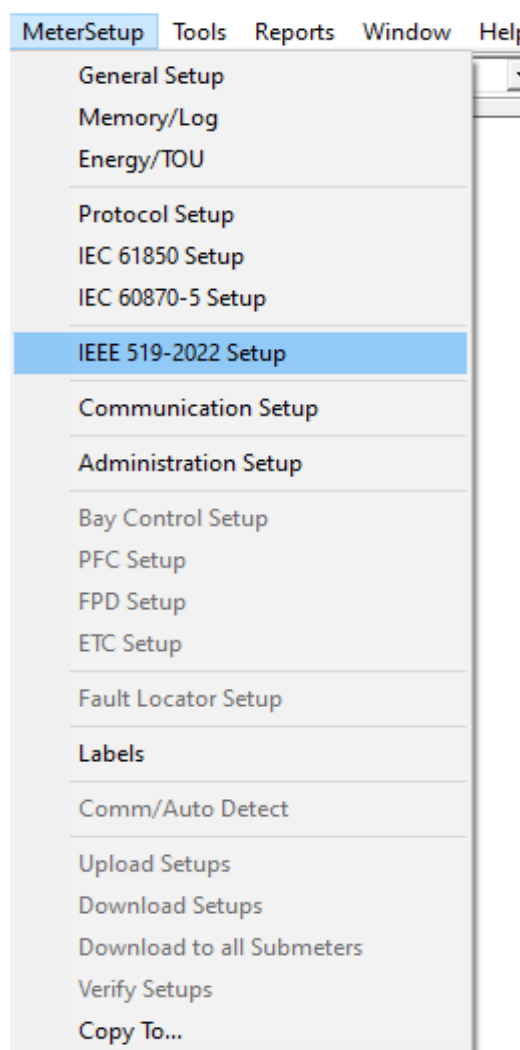 MeterSetup Tools Reports Window Help
General Setup
Memory/Log
Energy/TOU
Protocol Setup
IEC 61850 Setup
IEC 60870-5 Setup
IEEE 519-2022 Setup
Communication Setup
Administration Setup
Bay Control Setup
PFC Setup
FPD Setup
ETC Setup
Fault Locator Setup
Labels
Comm/Auto Detect
Upload Setups
Download Setups
Download to all Submeters
Verify Setups
Copy To...